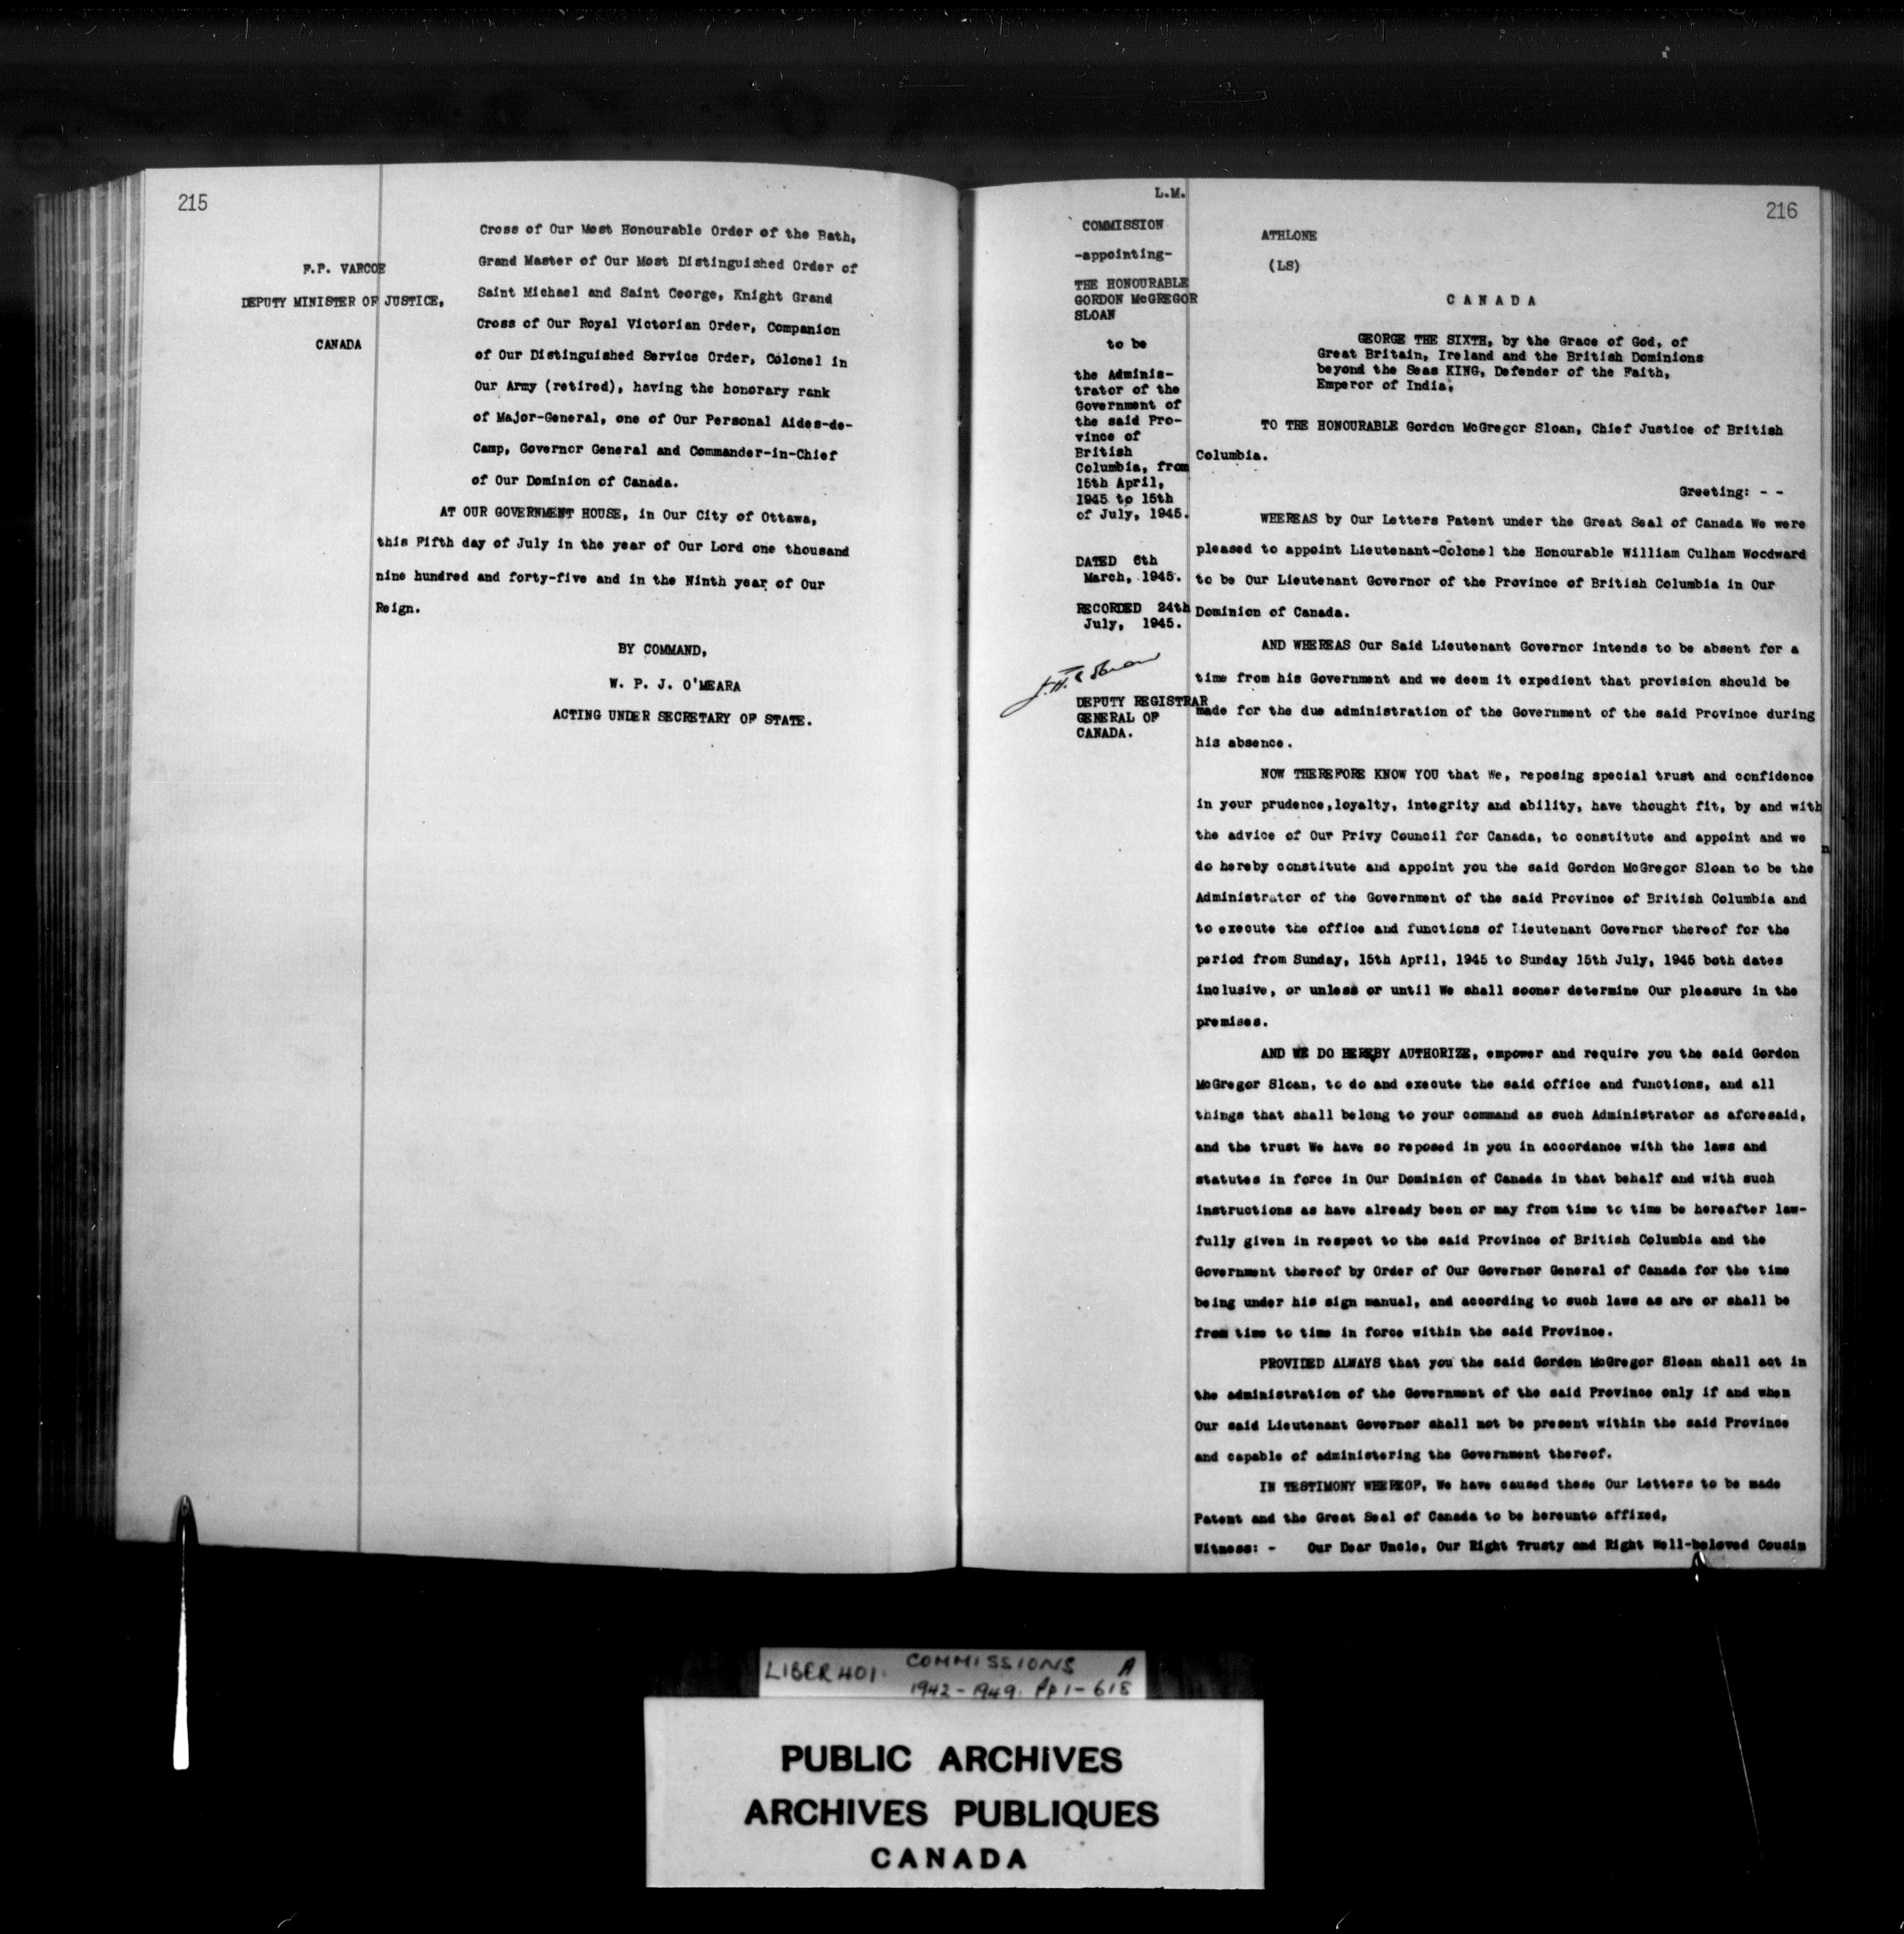 215
F.P. VARCOE
DEPUTY MINISTER OF JUSTICE,
CANADA
Cross of Our Most Honourable Order of the Bath,
Grand Master of Our Most Distinguished Order of
Saint Michael and Saint George, Knight Grand
Cross of Our Royal Victorian Order, Companion
of Our Distinguished Service Order, Colonel in
Our Army (retired), having the honorary rank
of Major-General, one of Our Personal Aides-de-
Camp, Governor General and Commander-in-Chief
of Our Dominion of Canada.
AT OUR GOVERNMENT HOUSE, in Our City of Ottawa,
this Fifth day of July in the year of Our Lord one thousand
nine hundred and forty-five and in the Ninth year of Our
Reign.
BY COMMAND,
W. P. J. O'MEARA
ACTING UNDER SECRETARY OF STATE.
L.M.
COMMISSION
-appointing-
THE HONOURABLE
GORDON McGREGOR
SLOAN
to be
the Adminis-
trator of the
Government of
the said Pro-
vince of
British
Columbia, from
15th April,
1945 to 15th
of July, 1945.
DATED 6th
March, 1945.
RECORDED 24th
July, 1945.
DEPUTY REGISTRAR
GENERAL OF
CANADA.
216
ATHLONE
(LS)
C A N A D A
GEORGE THE SIXTH, by the Grace of God, of
Great Britain, Ireland and the British Dominions
beyond the Seas KING, Defender of the Faith,
Emperor of India,
TO THE HONOURABLE Gordon McGregor Sloan, Chief Justice of British
Columbia.
Greeting: - -
WHEREAS by Our Letters Patent under the Great Seal of Canada We were
pleased to appoint Lieutenant-Colonel the Honourable William Culham Woodward
to be Our Lieutenant Governor of the Province of British Columbia in Our
Dominion of Canada.
AND WHEREAS Our Said Lieutenant Governor intends to be absent for a
time from his Government and we deem it expedient that provision should be
made for the due administration of the Government of the said Province during
his absence.
NOW THEREFORE KNOW YOU that We, reposing special trust and confidence
in your prudence,loyalty, integrity and ability, have thought fit, by and with
the advice of Our Privy Council for Canada, to constitute and appoint and we
do hereby constitute and appoint you the said Gordon McGregor Sloan to be the
Administrator of the Government of the said Province of British Columbia and
to execute the office and functions of Lieutenant Governor thereof for the
period from Sunday, 15th April, 1945 to Sunday 15th July, 1945 both dates
inclusive, or unless or until We shall sooner determine Our pleasure in the
premises.
AND WE DO HEREBY AUTHORIZE, empower and require you the said Gordon
McGregor Sloan, to do and execute the said office and functions, and all
things that shall belong to your command as such Administrator as aforesaid,
and the trust We have so reposed in you in accordance with the laws and
statutes in force in Our Dominion of Canada in that behalf and with such
instructions as have already been or may from time to time be hereafter law-
fully given in respect to the said Province of British Columbia and the
Government thereof by Order of Our Governor General of Canada for the time
being under his sign manual, and according to such laws as are or shall be
from time to time in force within the said Province.
PROVIDED ALWAYS that you the said Gordon McGregor Sloan shall act in
the administration of the Government of the said Province only if and when
Our said Lieutenant Governor shall not be present within the said Province
and capable of administering the Government thereof.
IN TESTIMONY WHEREOF, We have caused these Our Letters to be made
Patent and the Great Seal of Canada to be hereunto affixed,
Witness: - Our Dear Uncle, Our Right Trusty and Right Well-beloved Cousin
LIBER 401. COMMISSIONS A
1942-1949. Pp 1-618
PUBLIC ARCHIVES
ARCHIVES PUBLIQUES
CANADA